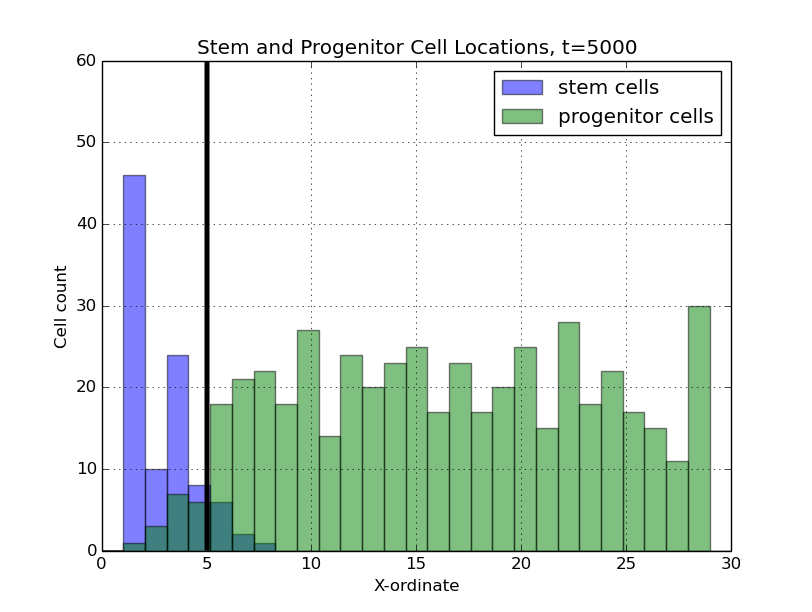 Stem and Progenitor Cell Locations, t=5000
stem cells
progenitor cells
60
50
40
30
20
10
0
Cell count
0 5 10 15 20 25 30
X-ordinate